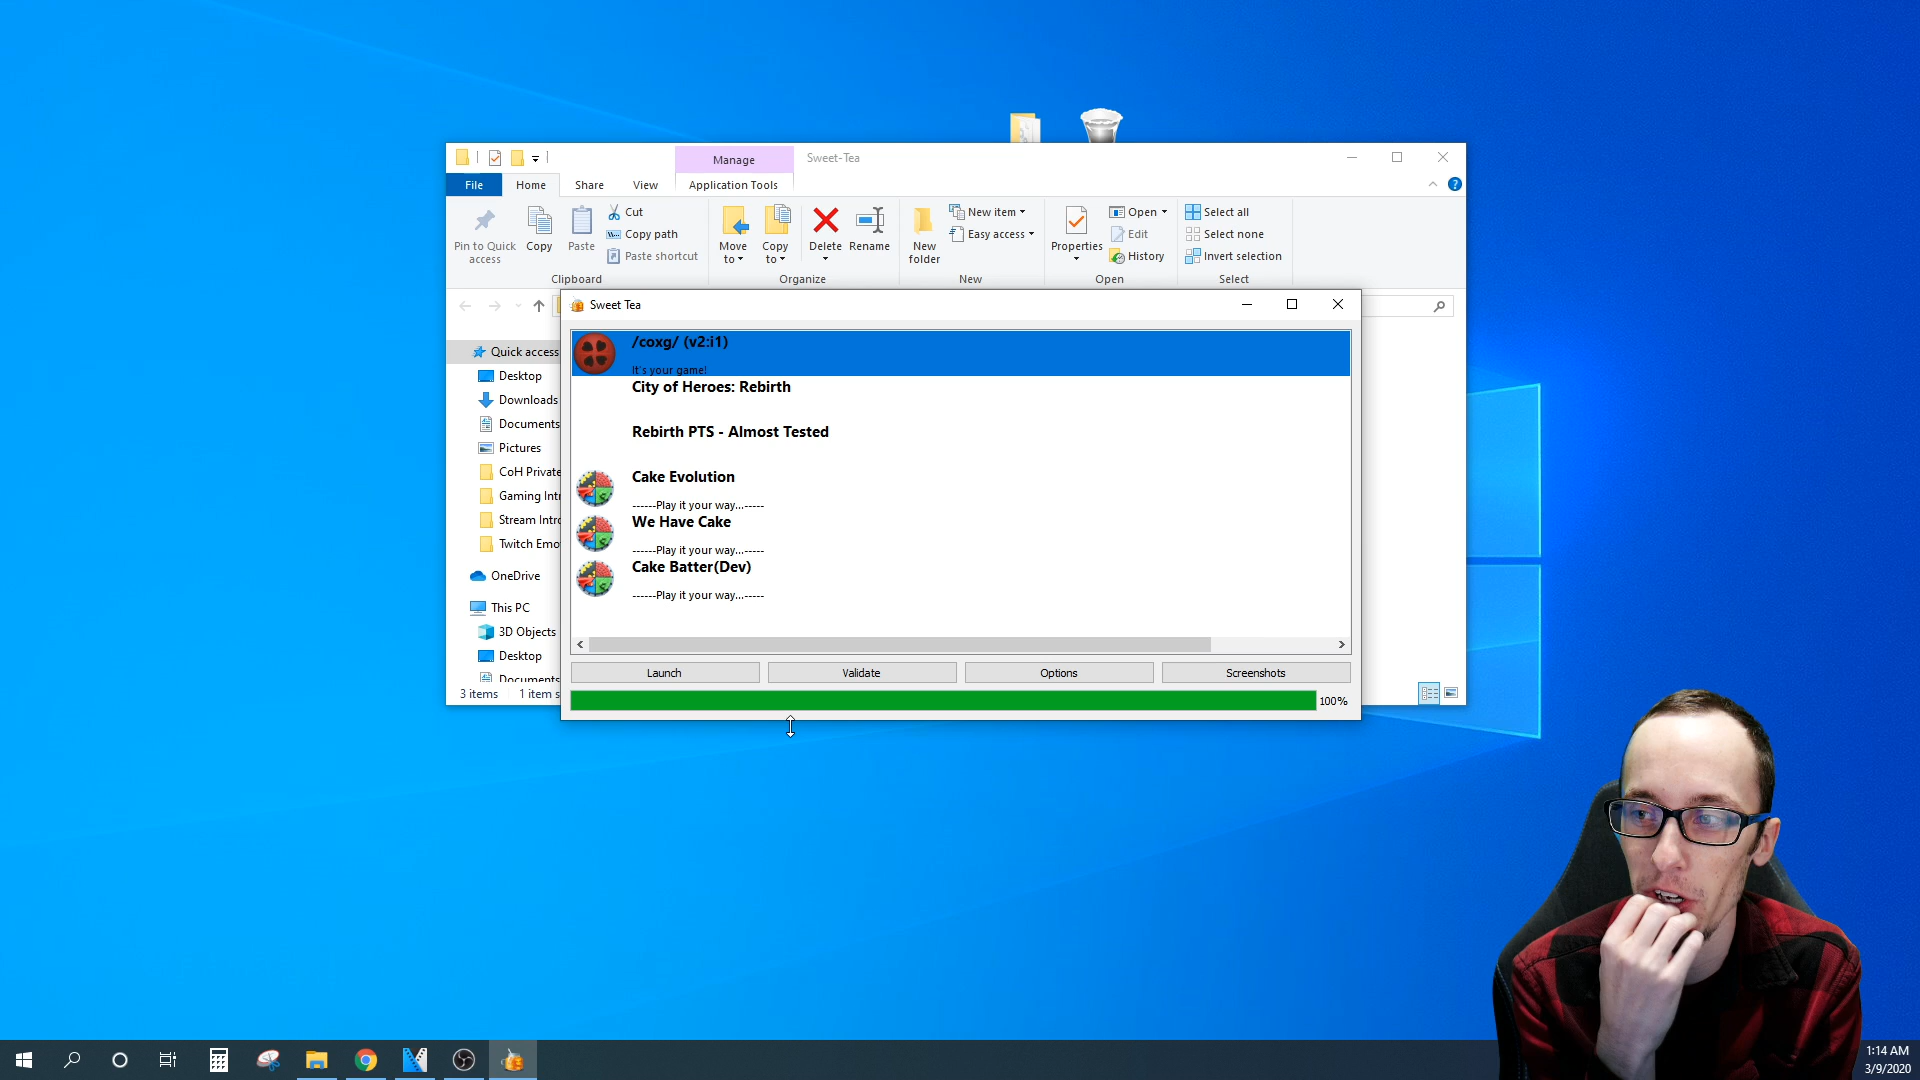 Manage
Sweet-Tea
File
Home
Share
View
Application Tools
Pin to Quick access
Copy
Paste
Cut
Copy path
Paste shortcut
Clipboard
Move to
Copy to
Delete
Rename
Organize
New folder
New item
Easy access
New
Properties
Open
Edit
History
Open
Select all
Select none
Invert selection
Select
Sweet Tea
Quick access
Desktop
Downloads
Documents
Pictures
CoH Private
Gaming Int
Stream Intr
Twitch Emo
OneDrive
This PC
3D Objects
Desktop
Documents
3 items
1 item s
/coxg/ (v2:i1)
It's your game!
City of Heroes: Rebirth
Rebirth PTS - Almost Tested
Cake Evolution
------Play it your way...-----
We Have Cake
------Play it your way...-----
Cake Batter(Dev)
------Play it your way...-----
Launch
Validate
Options
Screenshots
100%
1:14 AM
3/9/2020